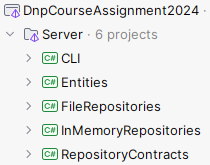 DnpCourseAssignment2024 ·
Server · 6 projects
C# CLI
C# Entities
C# FileRepositories
C# InMemoryRepositories
C# RepositoryContracts